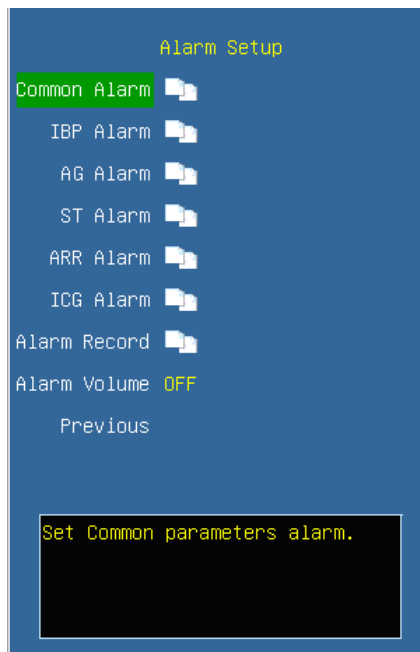 Alarm Setup
Common Alarm
IBP Alarm
AG Alarm
ST Alarm
ARR Alarm
ICG Alarm
Alarm Record
Alarm Volume OFF
Previous
Set Common parameters alarm.